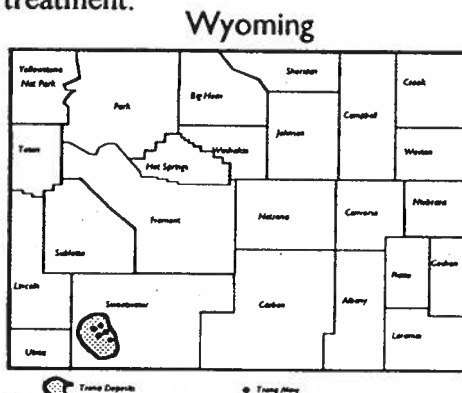 treatment.
Wyoming
Yellowstone
Nat Park
Park
Big Horn
Sheridan
Campbell
Crook
Johnson
Weston
Teton
Washakie
Hot Springs
Fremont
Natrona
Converse
Niobrara
Sublette
Lincoln
Sweetwater
Carbon
Albany
Platte
Goshen
Laramie
Uinta
Trona Deposits
Trona Mine